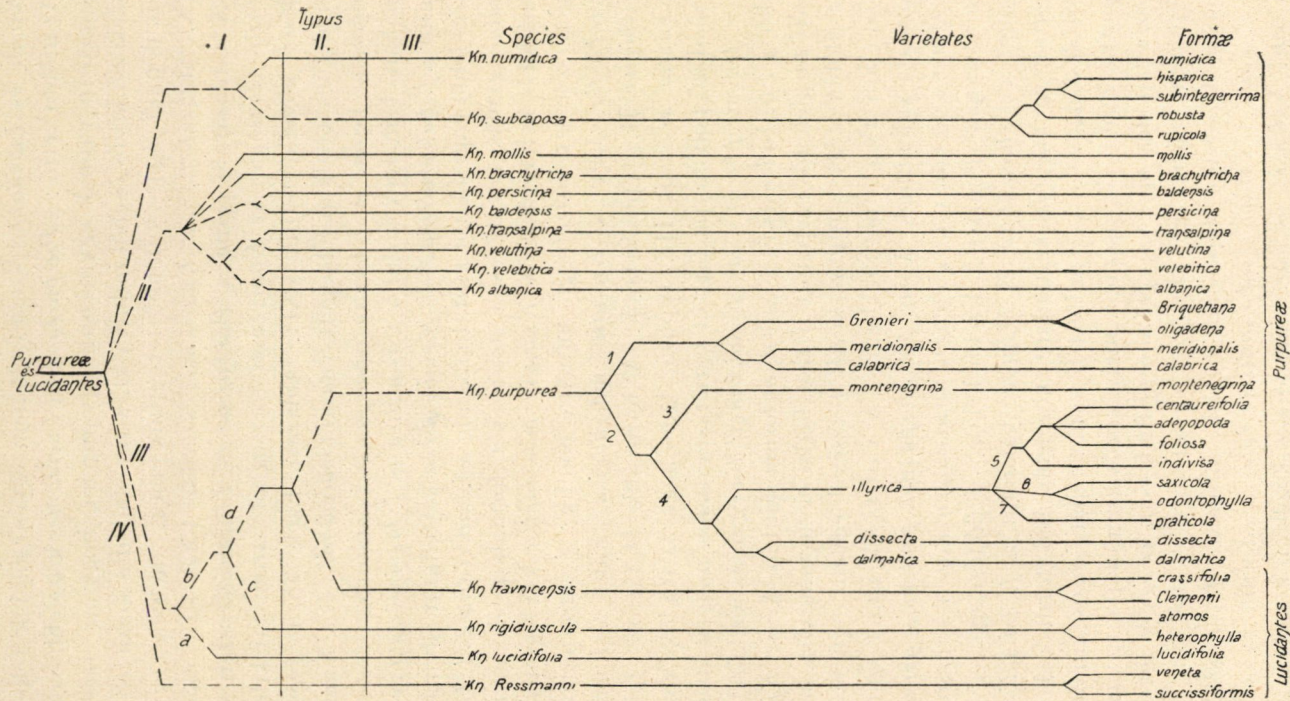 Typus
. I II. III Species Varietates Formæ
Kn. numidica numidica
hispanica
subintegerrima
Kn. subcaposa robusta
rupicola
Kn. mollis mollis
Kn. brachytricha brachytricha
Kn. persicina baldensis
Kn. baldensis persicina
Kn. transalpina transalpina
Kn. velutina velutina
Kn. velebitica velebitica
Kn albanica albanica
II
Briquetiana
Grenieri
oligadena
1 meridionalis meridionalis
calabrica calabrica
Purpureæ
es
Lucidantes
Kn. purpurea montenegrina montenegrina
3
2
centaureifolia
adenopoda
foliosa
5 indivisa
III
4 illyrica 6 saxicola
odontophylla
7 praticola
IV d
dissecta dissecta
dalmatica dalmatica
b c
Kn travnicensis crassifolia
Clementii
Kn rigidiuscula atomos
heterophylla
a
Kn lucidifolia lucidifolia
Kn Ressmanni veneta
succissiformis
Purpureæ
Lucidantes